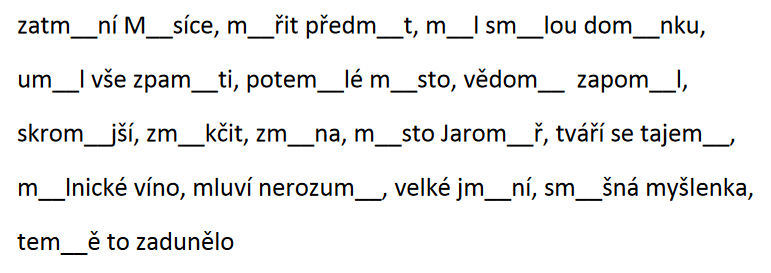 zatm__ní M__síce, m__řit předm__t, m__l sm__lou dom__nku,
um__l vše zpam__ti, potem__lé m__sto, vědom__  zapom__l,
skrom__jší, zm__kčit, zm__na, m__sto Jarom__ř, tváří se tajem__,
m__lnické víno, mluví nerozum__, velké jm__ní, sm__šná myšlenka,
tem__ě to zadunělo